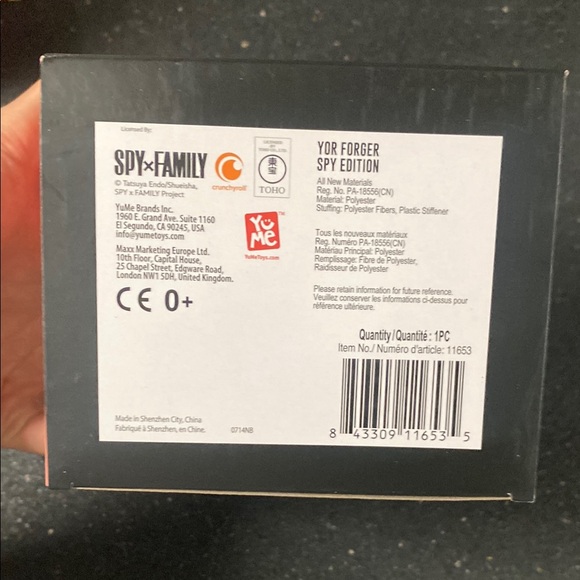 Licensed By:
SPY×FAMILY
crunchyroll
東宝
TOHO
© Tatsuya Endo/Shueisha,
SPY x FAMILY Project
YuMe Brands Inc.
1960 E. Grand Ave. Suite 1160
El Segundo, CA 90245, USA
info@yumetoys.com
YuMe™
YuMeToys.com
Maxx Marketing Europe Ltd.
10th Floor, Capital House,
25 Chapel Street, Edgware Road,
London NW1 5DH, United Kingdom.
CE 0+
Made in Shenzhen City, China
Fabriqué à Shenzhen, en Chine.
0714NB
YOR FORGER
SPY EDITION
All New Materials
Reg. No. PA-18556(CN)
Material: Polyester
Stuffing: Polyester Fibers, Plastic Stiffener
Tous les nouveaux matériaux
Reg. Numéro PA-18556(CN)
Matériau Principal: Polyester
Remplissage: Fibre de Polyester,
Raidisseur de Polyester
Please retain information for future reference.
Veuillez conserver les informations ci-dessus pour
référence ultérieure.
Quantity/Quantité : 1PC
Item No./ Numéro d'article: 11653
8 43309 11653 5